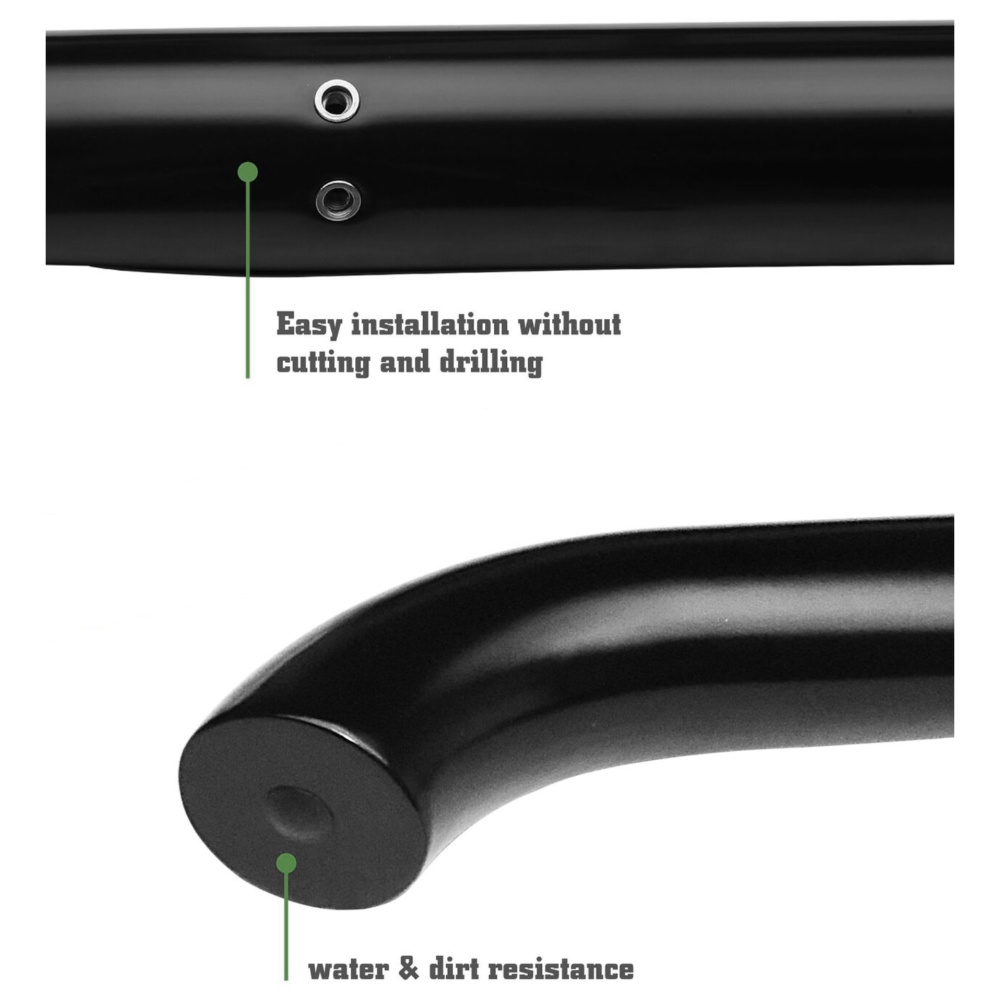 Easy installation without
cutting and drilling
water & dirt resistance